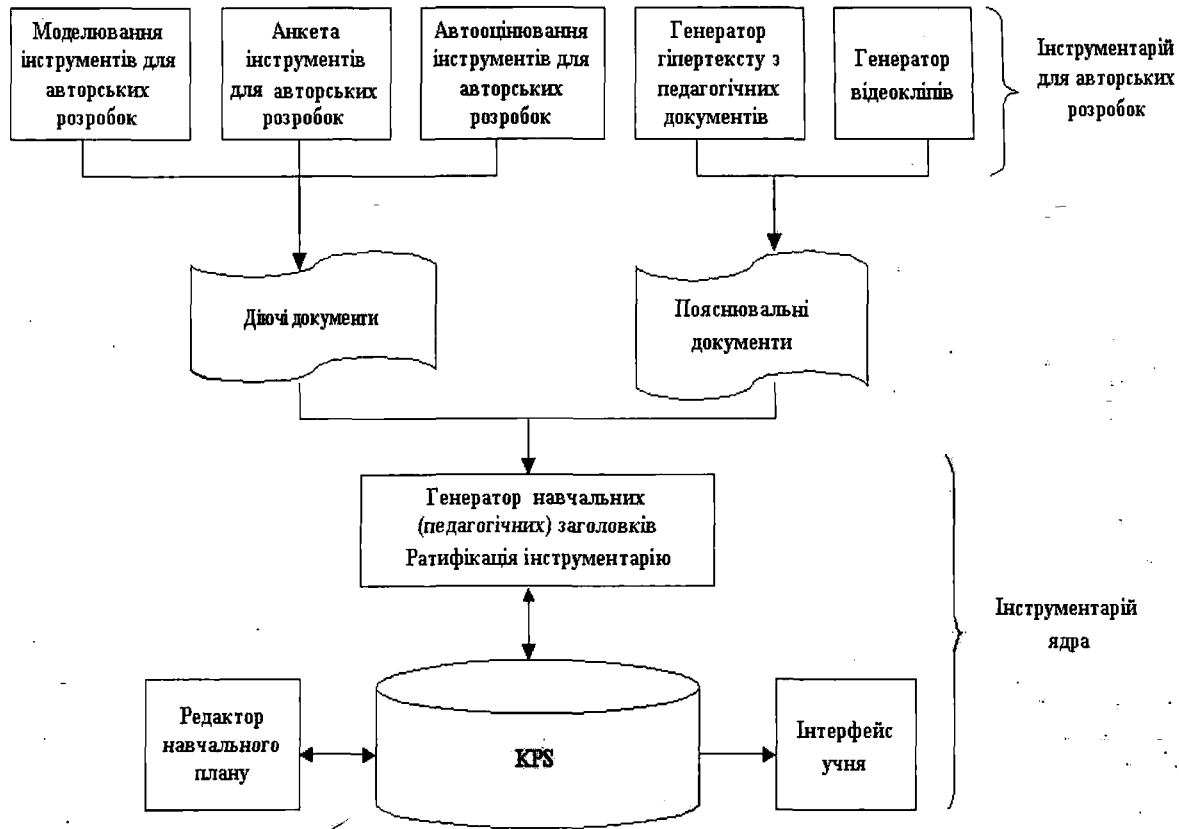 Моделювання
інструментів для
авторських
розробок
Анкета
інструментів
для авторських
розробок
Автооцінювання
інструментів для
авторських
розробок
Генератор
гіпертексту з
педагогічних
документів
Генератор
відеокліпів
Інструментарій
для авторських
розробок
Діючі документи
Пояснювальні
документи
Генератор навчальних
(педагогічних) заголовків
Ратифікація інструментарію
Інструментарій
ядра
Редактор
навчального
плану
KPS
Інтерфейс
учня